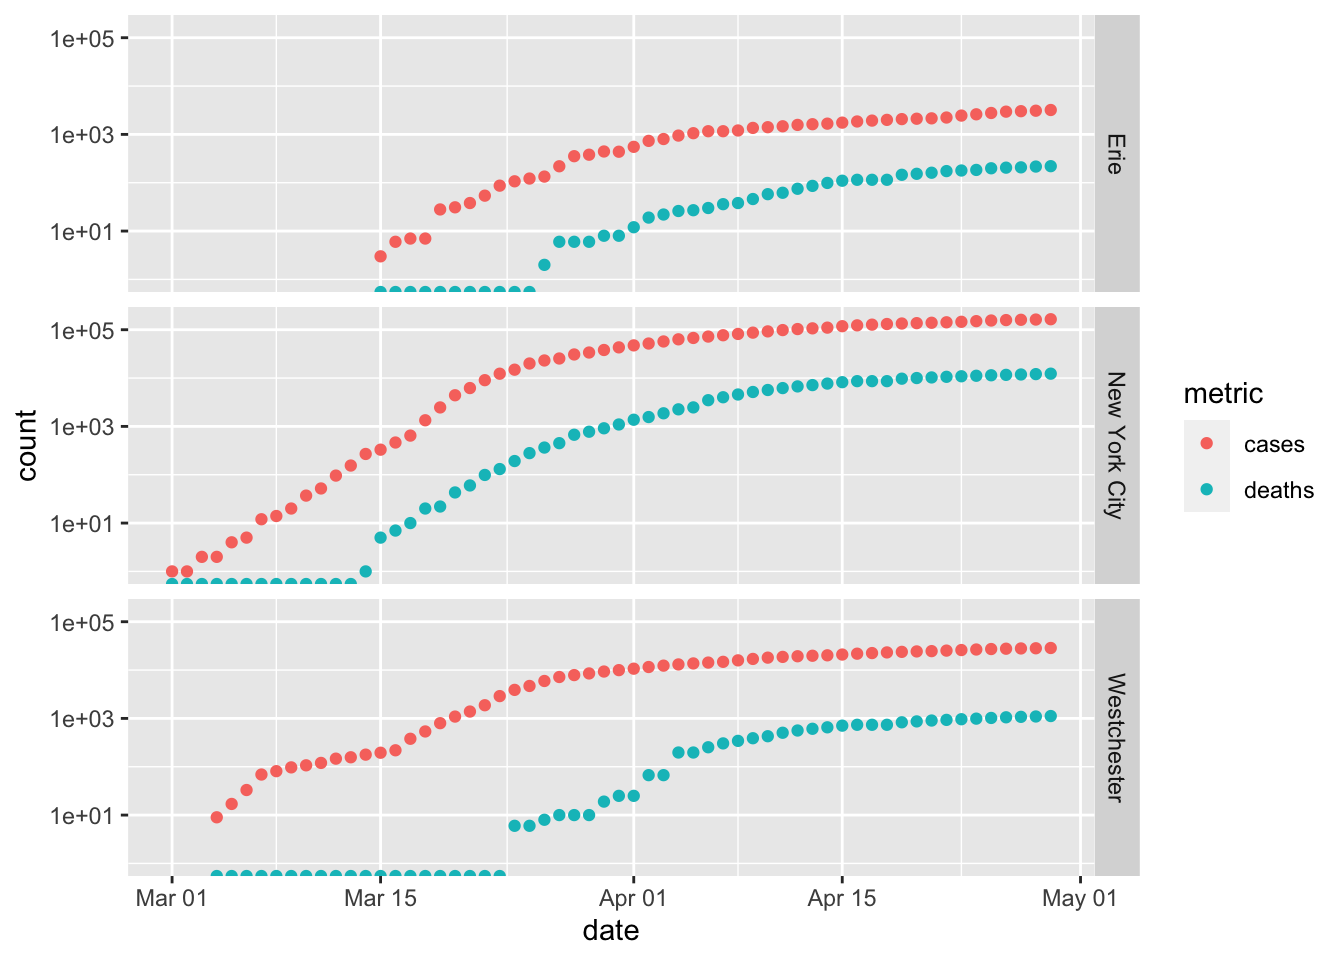 count
1e+05
1e+03
1e+01
Erie
1e+05
1e+03
1e+01
New York City
1e+05
1e+03
1e+01
Westchester
Mar 01
Mar 15
Apr 01
Apr 15
May 01
date
metric
cases
deaths